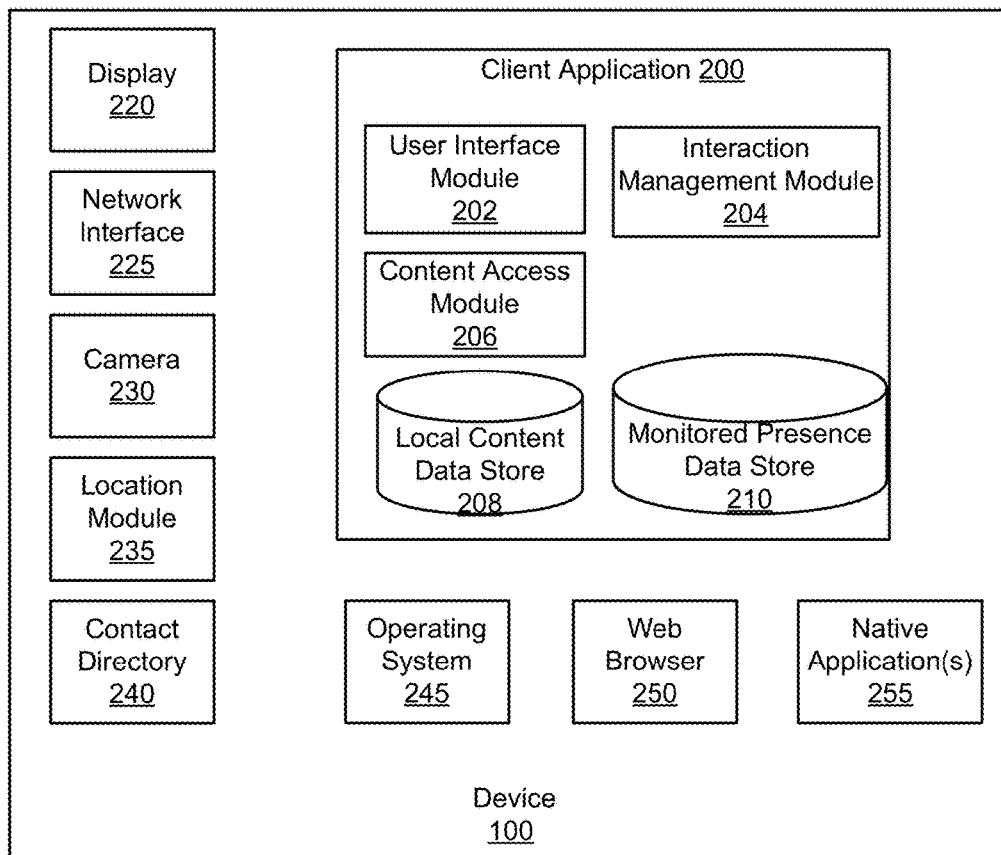 Display
220
Network
Interface
225
Camera
230
Location
Module
235
Contact
Directory
240
Client Application 200
User Interface
Module
202
Interaction
Management Module
204
Content Access
Module
206
Local Content
Data Store
208
Monitored Presence
Data Store
210
Operating
System
245
Web
Browser
250
Native
Application(s)
255
Device
100